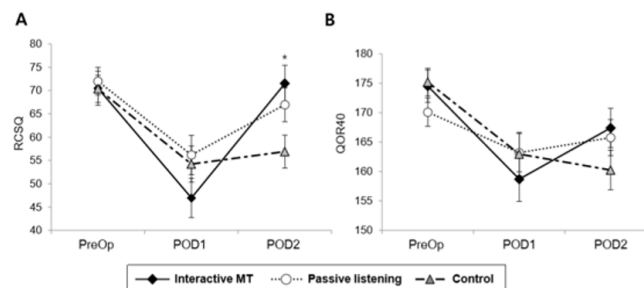 A
B
80
75
70
65
60
55
50
45
40
RCSQ
*
PreOp POD1 POD2
180
175
170
165
160
155
150
QOR40
PreOp POD1 POD2
Interactive MT Passive listening Control